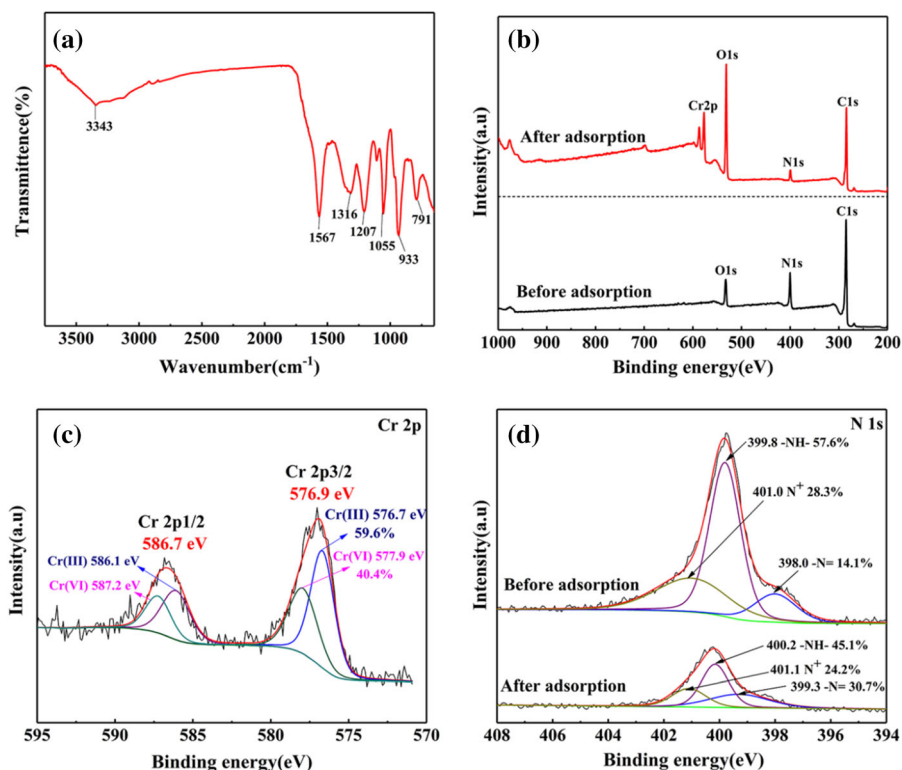 (a)
Transmittence(%)
3343
1567
1316
1207
1055
933
791
3500 3000 2500 2000 1500 1000
Wavenumber(cm⁻¹)
(b)
Intensity(a.u)
After adsorption
Cr2p
O1s
N1s
C1s
Before adsorption
O1s
N1s
C1s
1000 900 800 700 600 500 400 300 200
Binding energy(eV)
(c)
Cr 2p
Intensity(a.u)
Cr 2p3/2
576.9 eV
Cr 2p1/2
586.7 eV
Cr(III) 576.7 eV
59.6%
Cr(VI) 577.9 eV
40.4%
Cr(III) 586.1 eV
Cr(VI) 587.2 eV
595 590 585 580 575 570
Binding energy(eV)
(d)
N 1s
Intensity(a.u)
399.8 -NH- 57.6%
401.0 N⁺ 28.3%
398.0 -N= 14.1%
Before adsorption
400.2 -NH- 45.1%
401.1 N⁺ 24.2%
399.3 -N= 30.7%
After adsorption
408 406 404 402 400 398 396 394
Binding energy(eV)